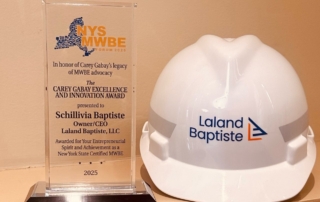 NYS
MWBE
In honor of Carey Gabay's legacy
of MWBE advocacy
The
CAREY GABAY EXCELLENCE
AND INNOVATION AWARD
presented to
Schillivia Baptiste
Owner/CEO
Laland Baptiste, LLC
Awarded for Your Entrepreneurial
Spirit and Achievement as a
New York State Certified MWBE
2025
Laland
Baptiste